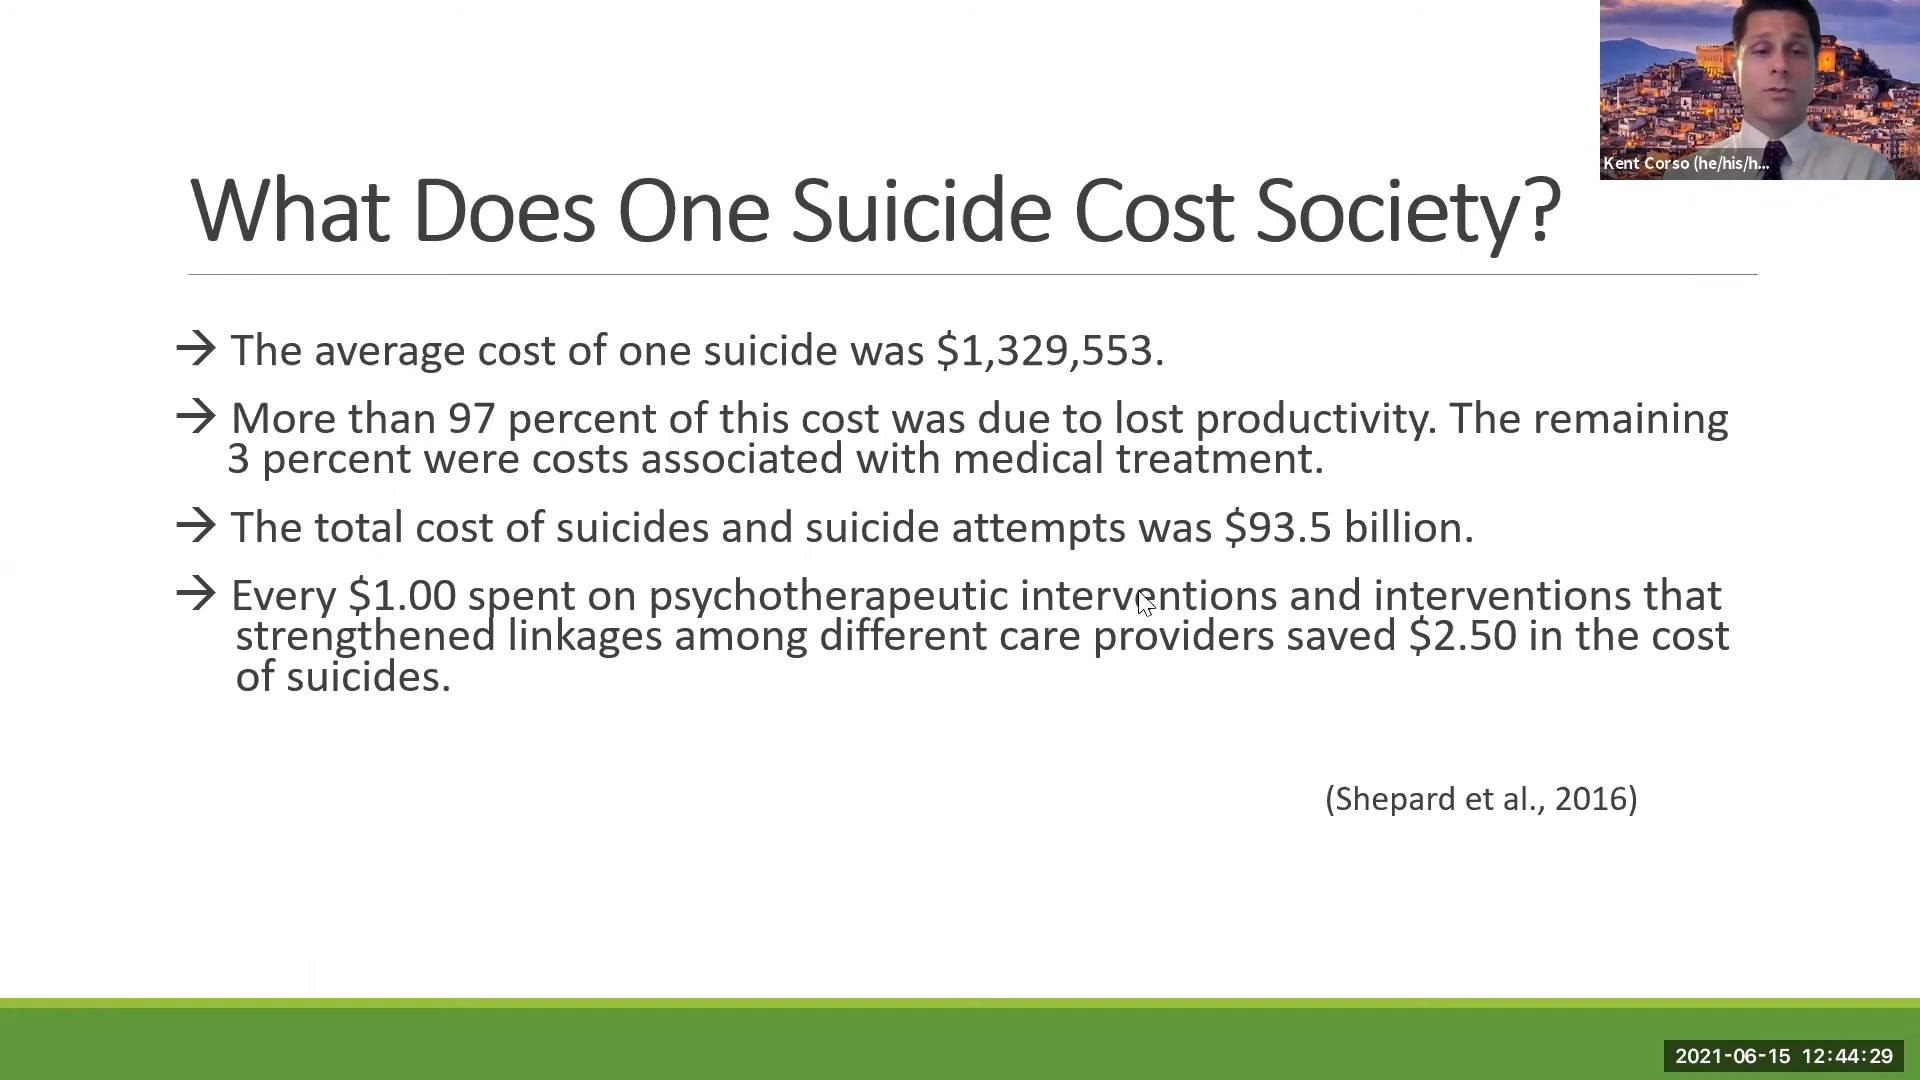 Kent Corso (he/his/h...
What Does One Suicide Cost Society?
→ The average cost of one suicide was $1,329,553.
→ More than 97 percent of this cost was due to lost productivity. The remaining
3 percent were costs associated with medical treatment.
→ The total cost of suicides and suicide attempts was $93.5 billion.
→ Every $1.00 spent on psychotherapeutic interventions and interventions that
strengthened linkages among different care providers saved $2.50 in the cost
of suicides.
(Shepard et al., 2016)
2021-06-15 12:44:29